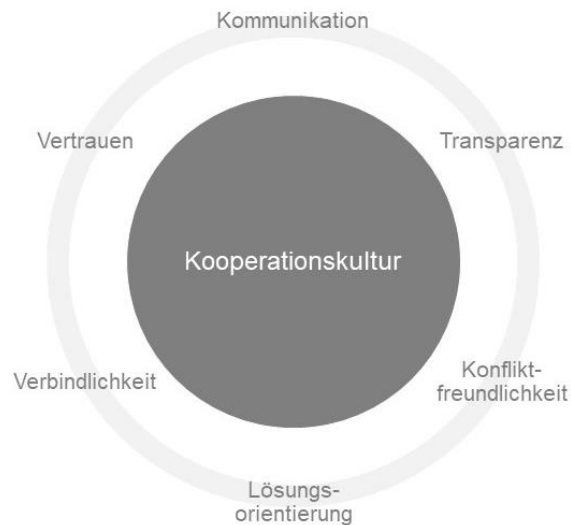 Kommunikation
Vertrauen
Transparenz
Kooperationskultur
Verbindlichkeit
Konflikt-
freundlichkeit
Lösungs-
orientierung